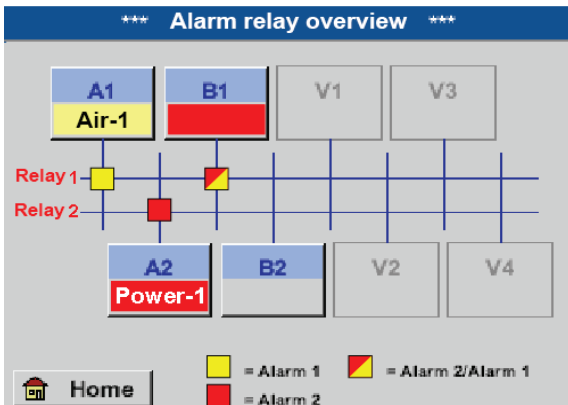 *** Alarm relay overview ***
A1 B1 V1 V3
Air-1
Relay 1
Relay 2
A2 B2 V2 V4
Power-1
= Alarm 1 = Alarm 2/Alarm 1
Home
= Alarm 2